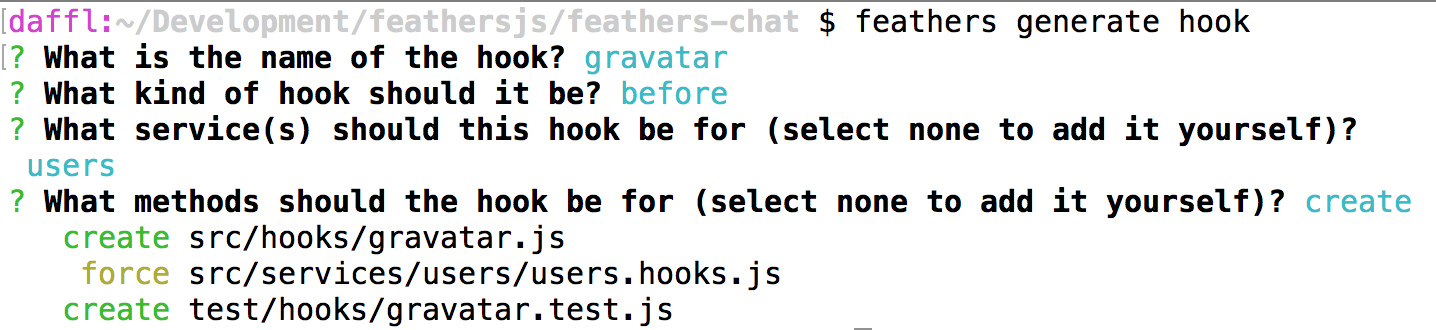 daffl:~/Development/feathersjs/feathers-chat $ feathers generate hook
? What is the name of the hook? gravatar
? What kind of hook should it be? before
? What service(s) should this hook be for (select none to add it yourself)?
users
? What methods should the hook be for (select none to add it yourself)? create
create src/hooks/gravatar.js
force src/services/users/users.hooks.js
create test/hooks/gravatar.test.js